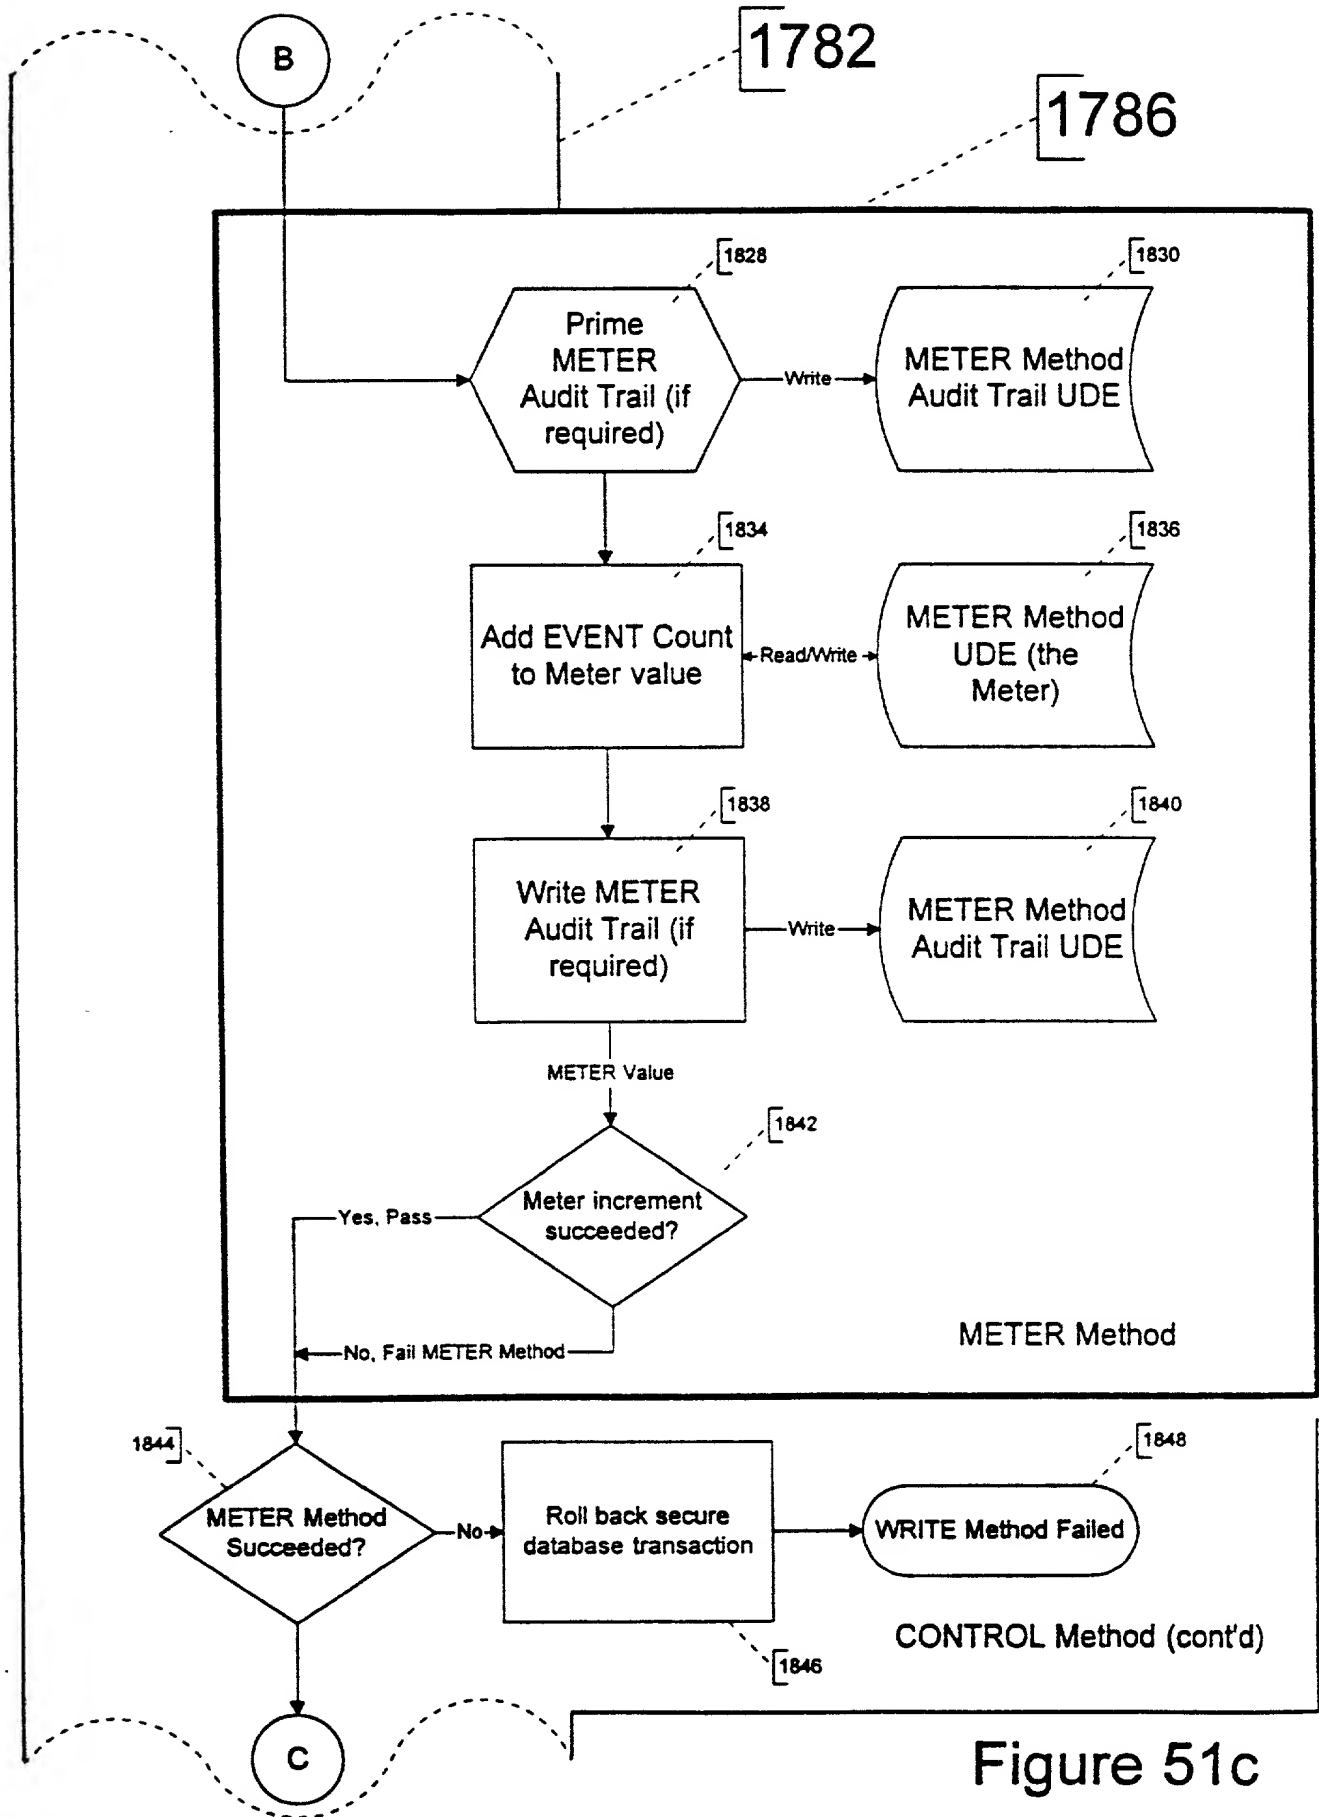 B
1782
1786
1828
1830
Prime
METER
Audit Trail (if
required)
Write
METER Method
Audit Trail UDE
1834
1836
Add EVENT Count
to Meter value
Read/Write
METER Method
UDE (the
Meter)
1838
1840
Write METER
Audit Trail (if
required)
Write
METER Method
Audit Trail UDE
METER Value
1842
Meter increment
succeeded?
Yes, Pass
No, Fail METER Method
METER Method
1844
1848
METER Method
Succeeded?
No
Roll back secure
database transaction
WRITE Method Failed
1846
CONTROL Method (cont'd)
C
Figure 51c